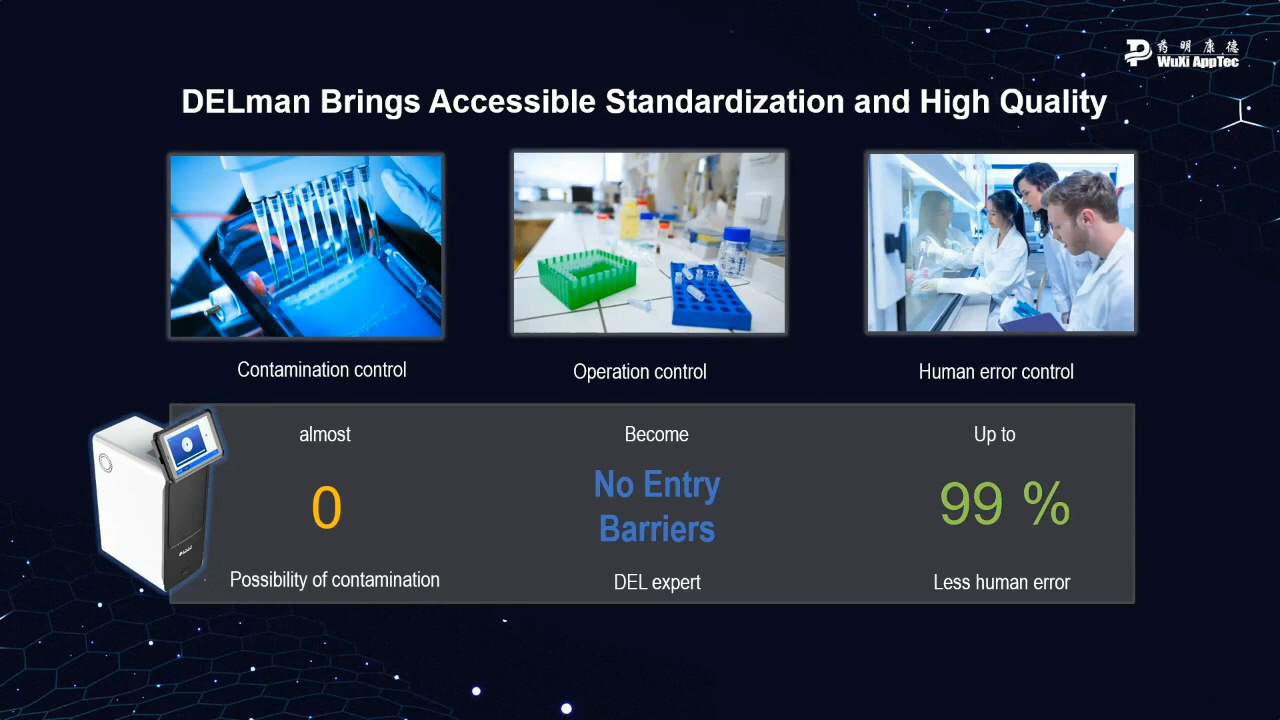 药明康德
WuXi AppTec
DELman Brings Accessible Standardization and High Quality
Contamination control
Operation control
Human error control
almost
0
Possibility of contamination
Become
No Entry
Barriers
DEL expert
Up to
99 %
Less human error